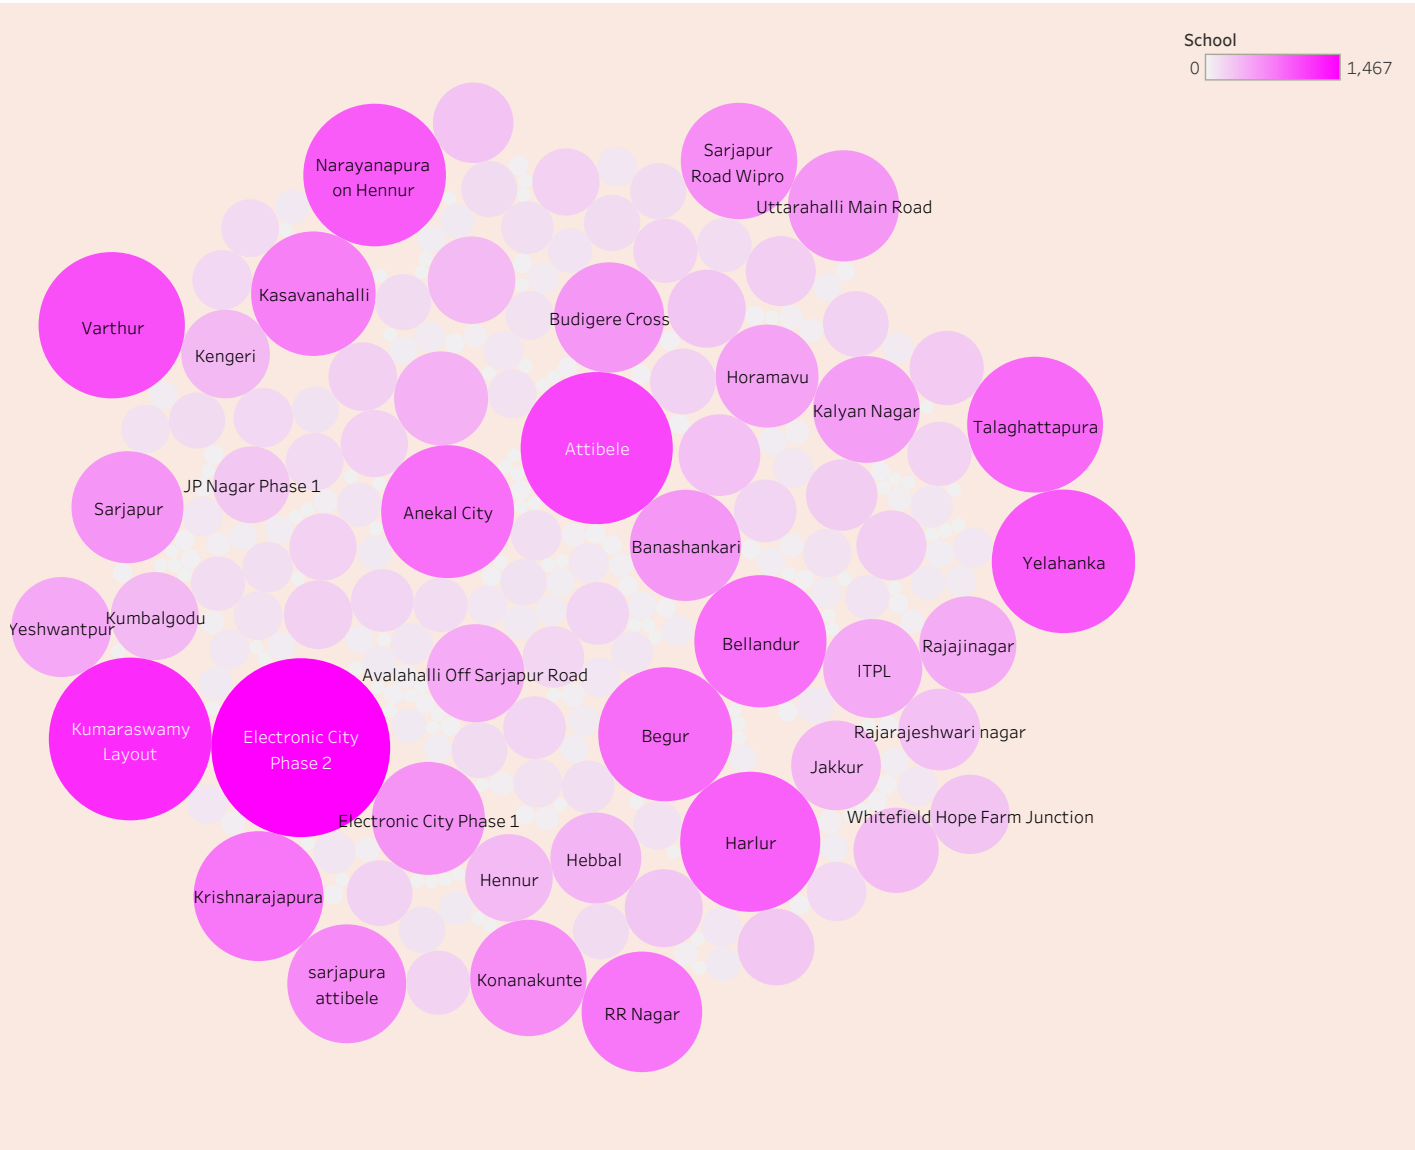 School
0
1,467
Narayanapura
on Hennur
Sarjapur
Road Wipro
Uttarahalli Main Road
Kasavanahalli
Varthur
Kengeri
Budigere Cross
Horamavu
Kalyan Nagar
Talaghattapura
Attibele
JP Nagar Phase 1
Sarjapur
Anekal City
Banashankari
Yelahanka
Yeshwantpur
Kumbalgodu
Bellandur
Rajajinagar
ITPL
Avalahalli Off Sarjapur Road
Kumaraswamy
Layout
Electronic City
Phase 2
Begur
Rajarajeshwari nagar
Jakkur
Electronic City Phase 1
Whitefield Hope Farm Junction
Harlur
Hebbal
Hennur
Krishnarajapura
sarjapura
attibele
Konanakunte
RR Nagar